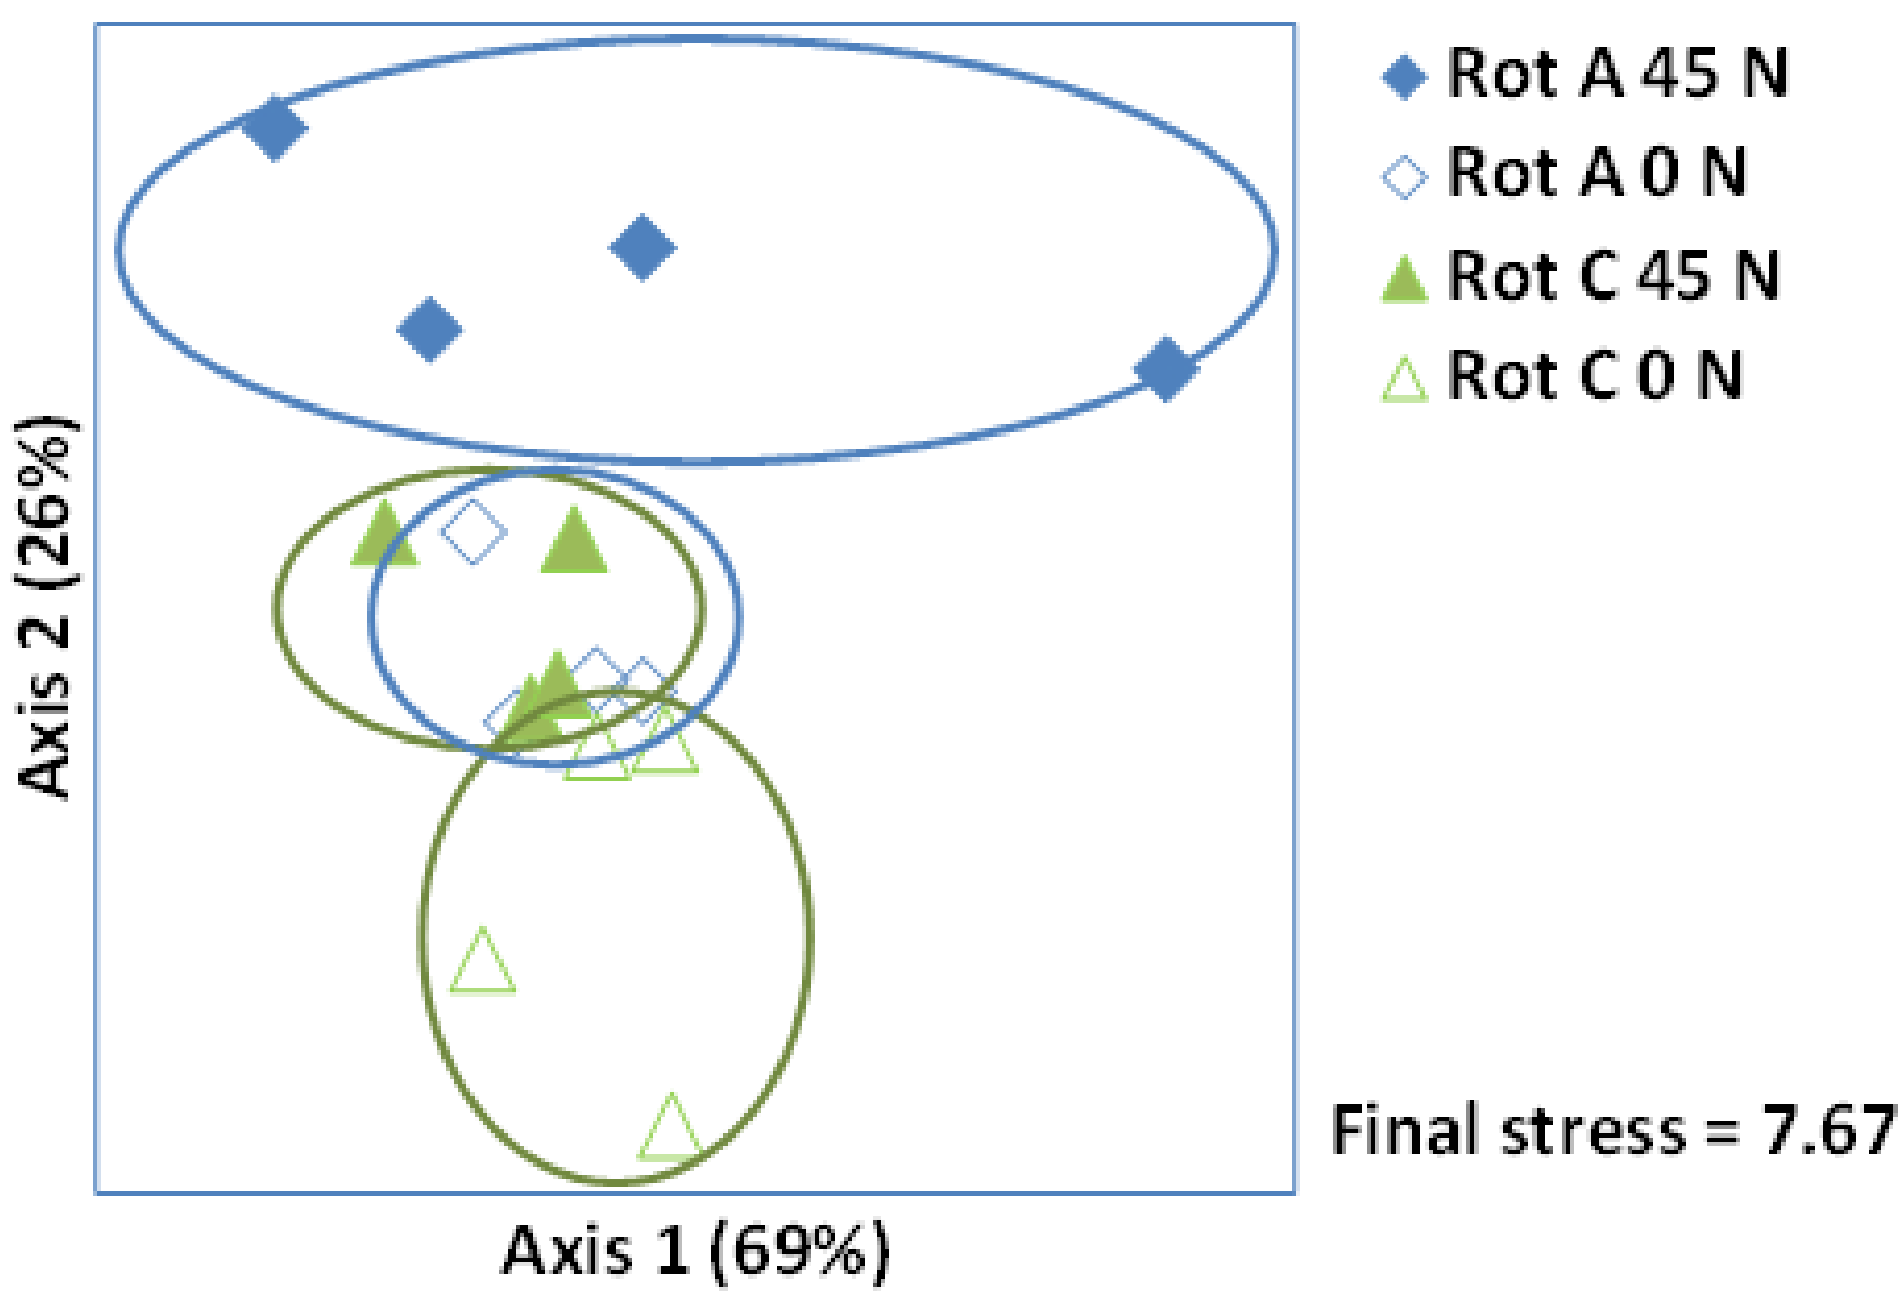 Rot A 45 N
Rot A 0 N
Rot C 45 N
Rot C 0 N
Axis 2 (26%)
Final stress = 7.67
Axis 1 (69%)